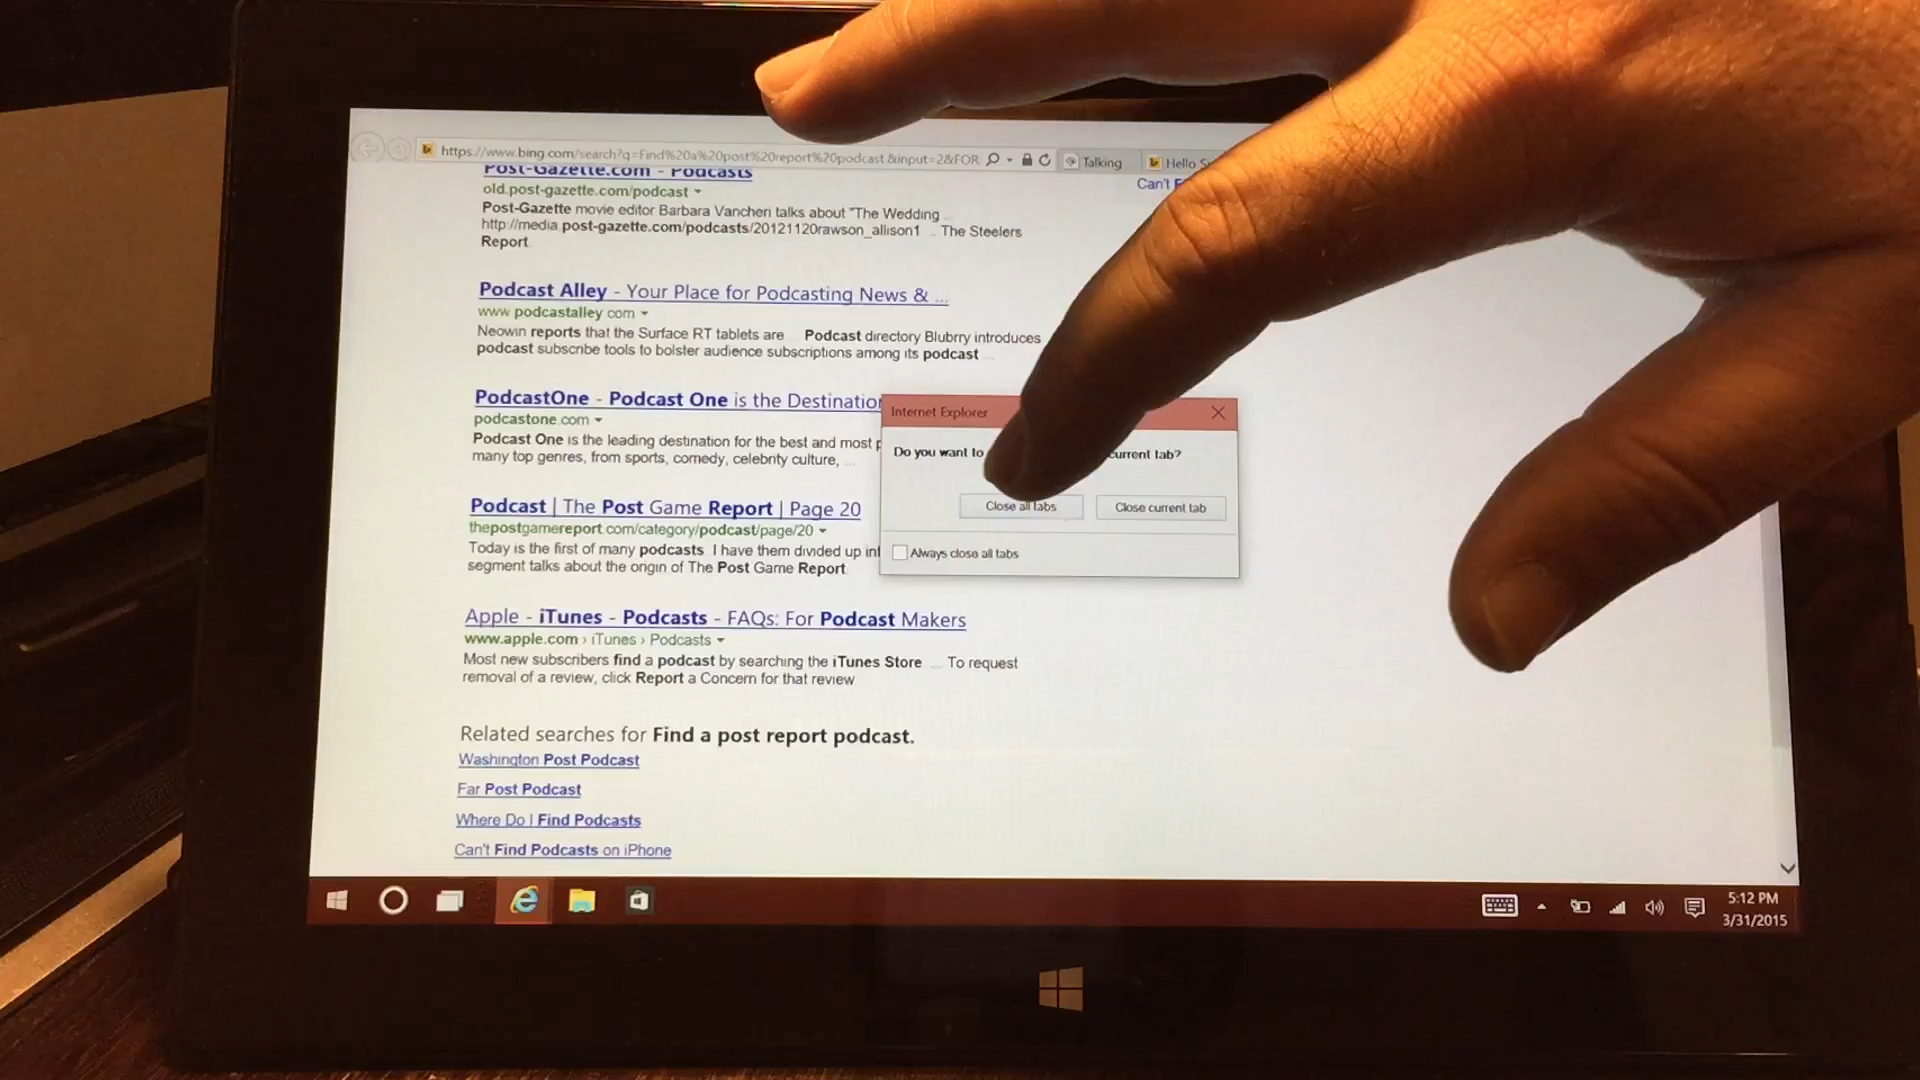 https://www.bing.com/search?q=Find%20a%20post%20report%20podcast.&input=2&FOR
Talking
Hello
Post-Gazette.com - Podcasts
old.post-gazette.com/podcast
Can't
Post-Gazette movie editor Barbara Vancheri talks about "The Wedding ...
http://media.post-gazette.com/podcasts/20121120rawson_allison1 ... The Steelers
Report.
Podcast Alley - Your Place for Podcasting News & ...
www.podcastalley.com
Neowin reports that the Surface RT tablets are ... Podcast directory Blubrry introduces
podcast subscribe tools to bolster audience subscriptions among its podcast ...
PodcastOne - Podcast One is the Destination
podcastone.com
Podcast One is the leading destination for the best and most
many top genres, from sports, comedy, celebrity culture, ...
Internet Explorer
Do you want to current tab?
Close all tabs
Close current tab
Always close all tabs
Podcast | The Post Game Report | Page 20
thepostgamereport.com/category/podcast/page/20
Today is the first of many podcasts. I have them divided up
segment talks about the origin of The Post Game Report.
Apple - iTunes - Podcasts - FAQs: For Podcast Makers
www.apple.com › iTunes › Podcasts
Most new subscribers find a podcast by searching the iTunes Store. ... To request
removal of a review, click Report a Concern for that review
Related searches for Find a post report podcast.
Washington Post Podcast
Far Post Podcast
Where Do I Find Podcasts
Can't Find Podcasts on iPhone
5:12 PM
3/31/2015